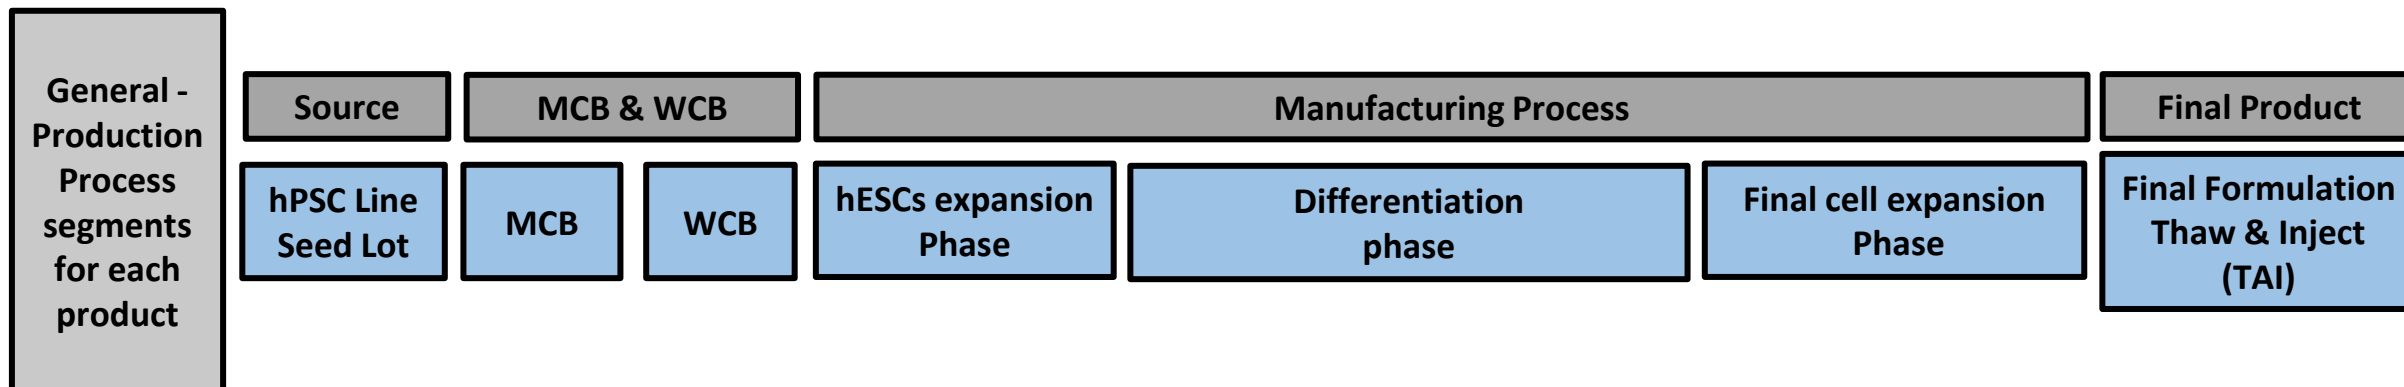 General -
Production
Process
segments
for each
product
Source
MCB & WCB
Manufacturing Process
Final Product
hPSC Line
Seed Lot
MCB
WCB
hESCs expansion
Phase
Differentiation
phase
Final cell expansion
Phase
Final Formulation
Thaw & Inject
(TAI)